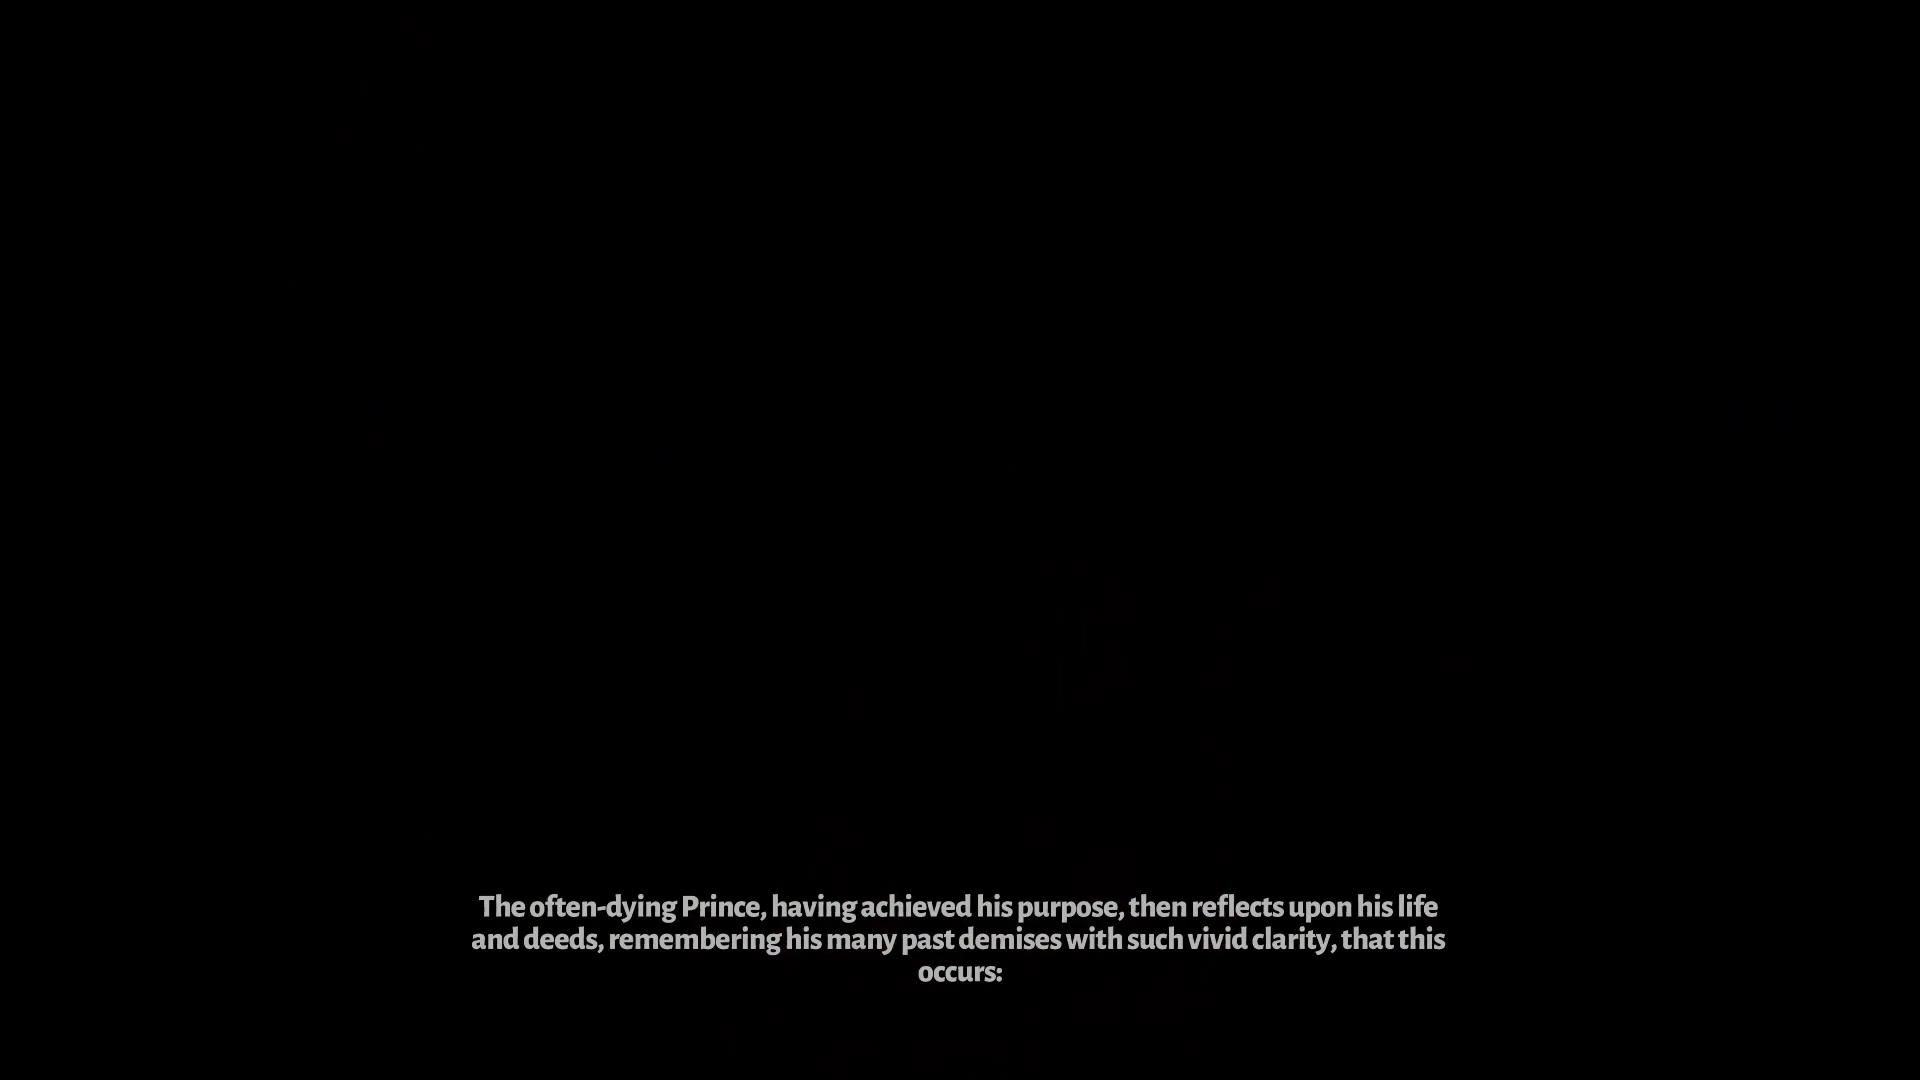 The often-dying Prince, having achieved his purpose, then reflects upon his life
and deeds, remembering his many past demises with such vivid clarity, that this
occurs: